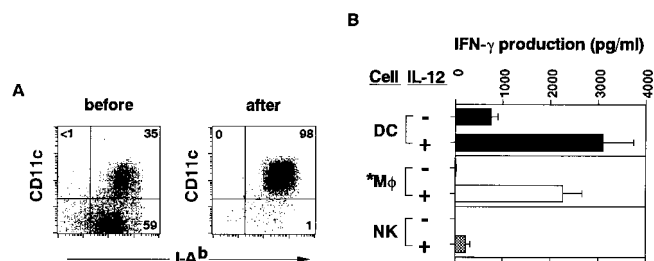 A
before
after
<1
35
59
CD11c
0
98
1
CD11c
I-Aᵇ
B
IFN-γ production (pg/ml)
Cell IL-12
0
1000
2000
3000
4000
DC
-
+
*Mϕ
-
+
NK
-
+